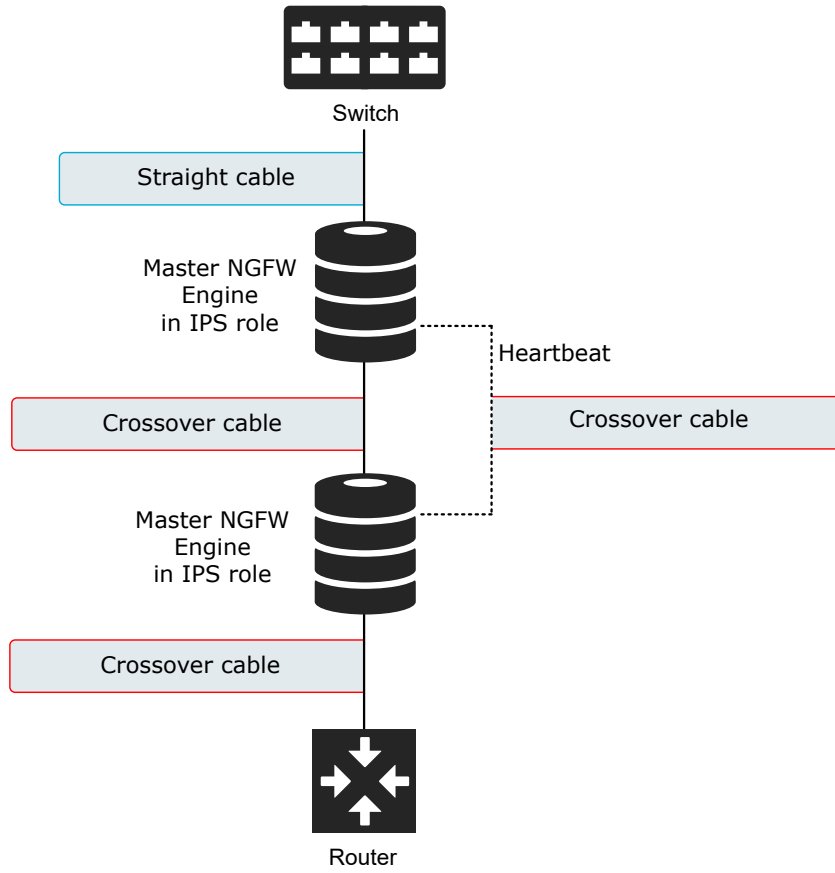 Switch
Straight cable
Master NGFW
Engine
in IPS role
Heartbeat
Crossover cable
Crossover cable
Master NGFW
Engine
in IPS role
Crossover cable
Router